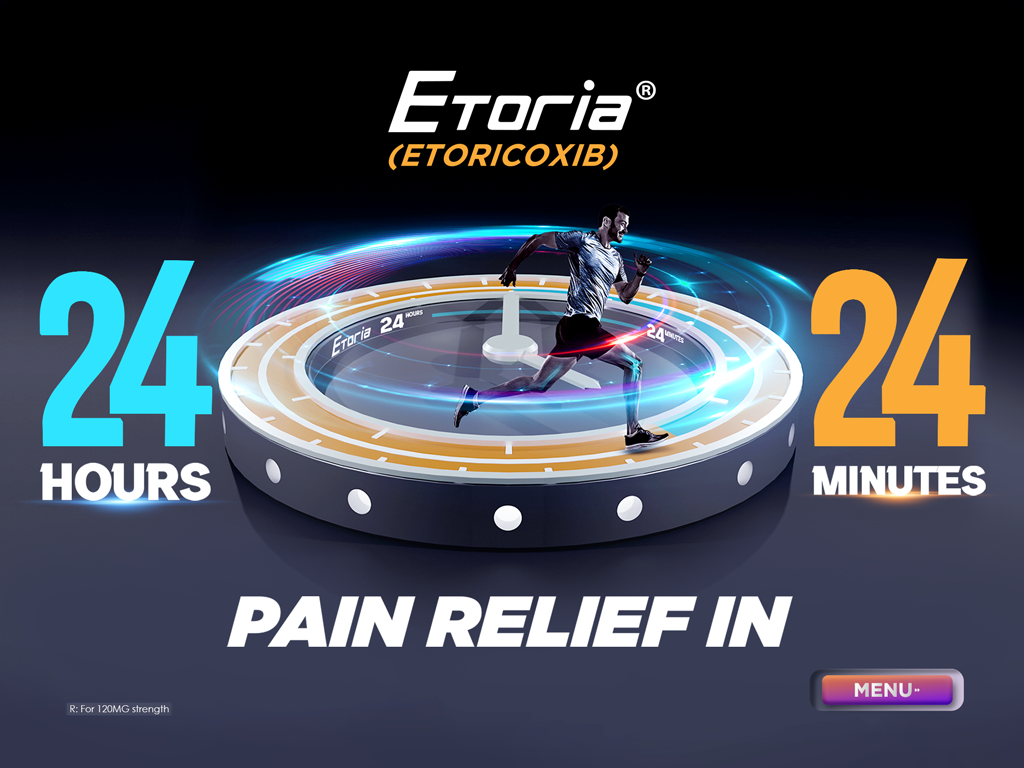 Etoria®
(ETORICOXIB)
24
HOURS
Etoria 24 HOURS
24 MINUTES
24
MINUTES
PAIN RELIEF IN
MENU
R: For 120MG strength